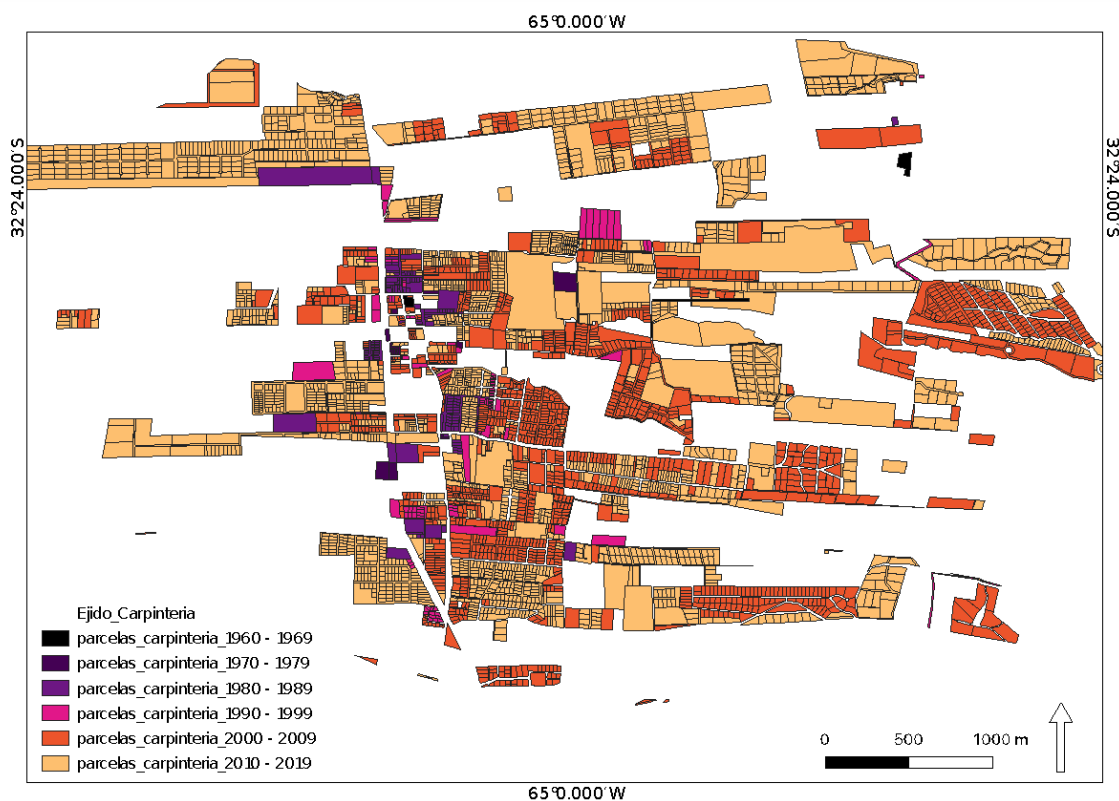 65°0.000′ W
32°24.000′S
32°24.000′S
Ejido_Carpinteria
parcelas_carpinteria_1960 - 1969
parcelas_carpinteria_1970 - 1979
parcelas_carpinteria_1980 - 1989
parcelas_carpinteria_1990 - 1999
parcelas_carpinteria_2000 - 2009
parcelas_carpinteria_2010 - 2019
0 500 1000 m
65°0.000′ W